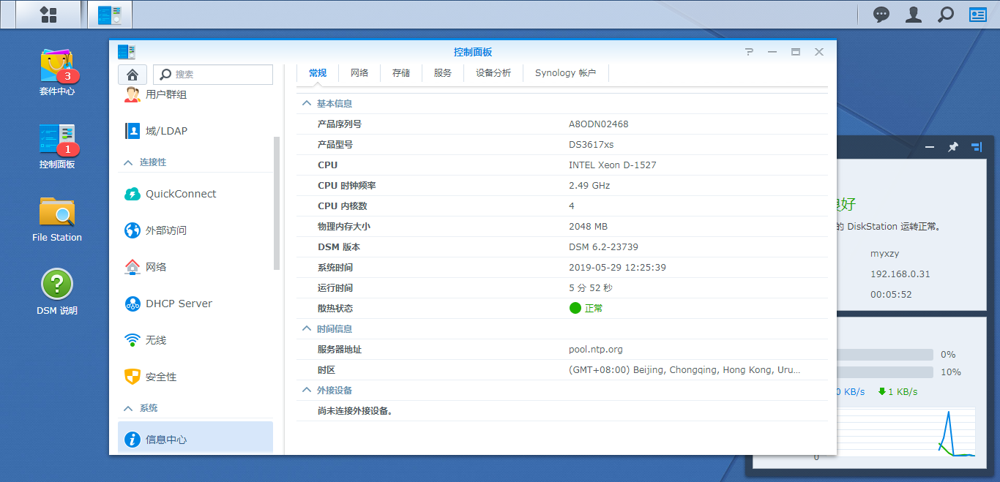 3
套件中心
1
控制面板
File Station
?
DSM 说明
控制面板
搜索
用户群组
域/LDAP
连接性
QuickConnect
外部访问
网络
DHCP Server
无线
安全性
系统
信息中心
常规 网络 存储 服务 设备分析 Synology 帐户
基本信息
产品序列号 A8ODN02468
产品型号 DS3617xs
CPU INTEL Xeon D-1527
CPU 时钟频率 2.49 GHz
CPU 内核数 4
物理内存大小 2048 MB
DSM 版本 DSM 6.2-23739
系统时间 2019-05-29 12:25:39
运行时间 5 分 52 秒
散热状态 正常
时间信息
服务器地址 pool.ntp.org
时区 (GMT+08:00) Beijing, Chongqing, Hong Kong, Uru...
外接设备
尚未连接外接设备。
好
的 DiskStation 运转正常。
myxzy
192.168.0.31
00:05:52
0%
10%
0 KB/s 1 KB/s
0